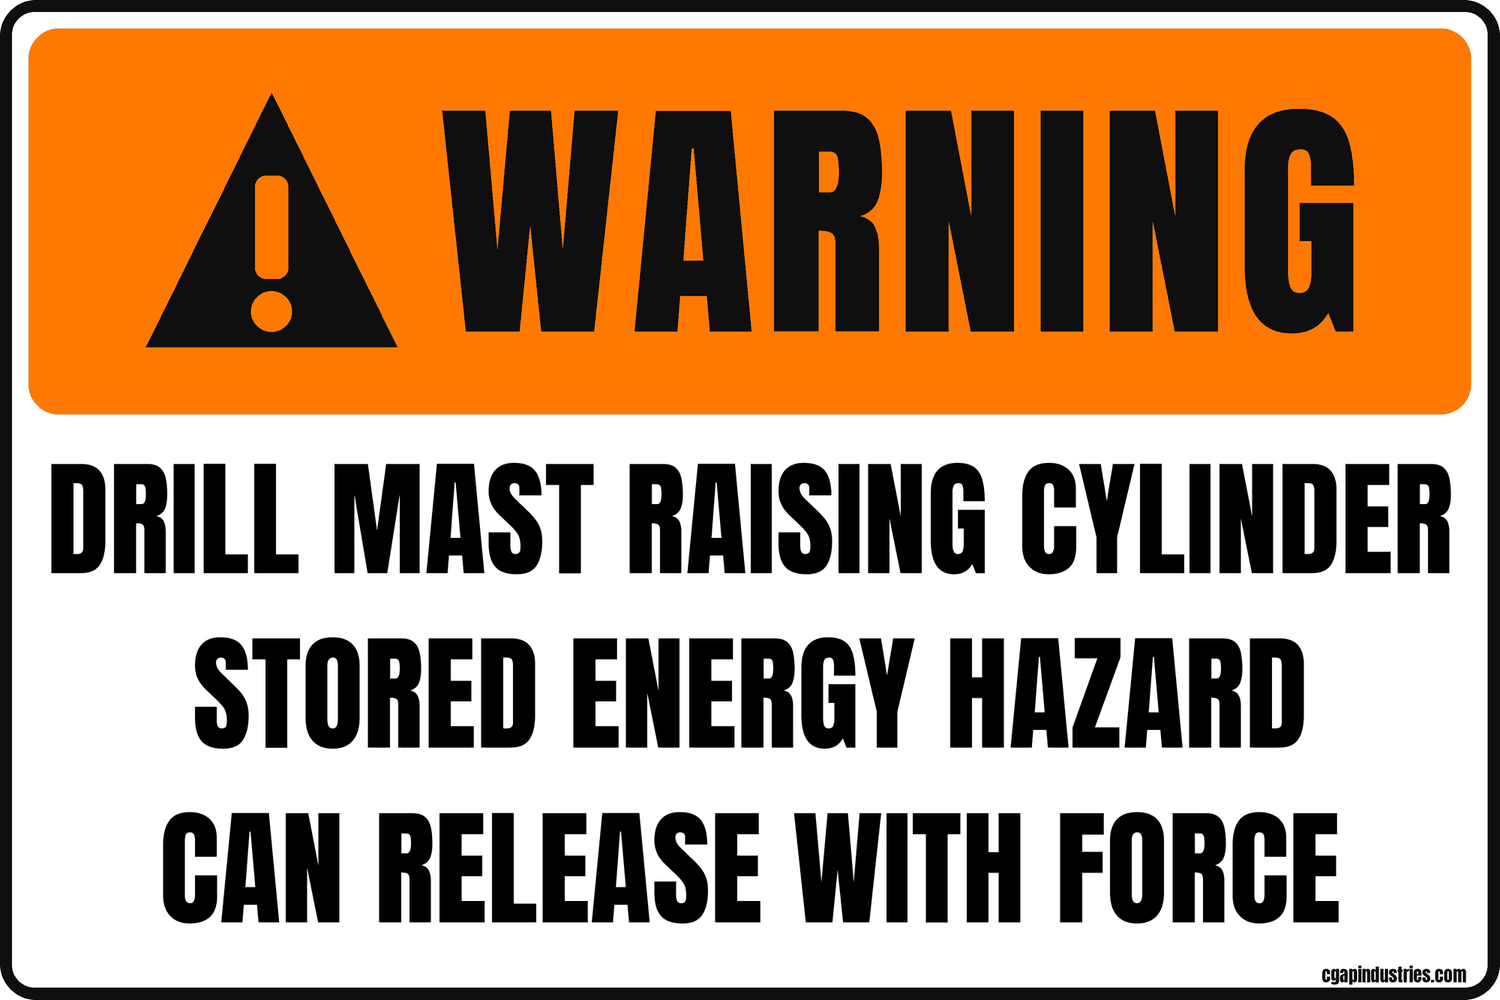 WARNING
DRILL MAST RAISING CYLINDER
STORED ENERGY HAZARD
CAN RELEASE WITH FORCE
cgapindustries.com